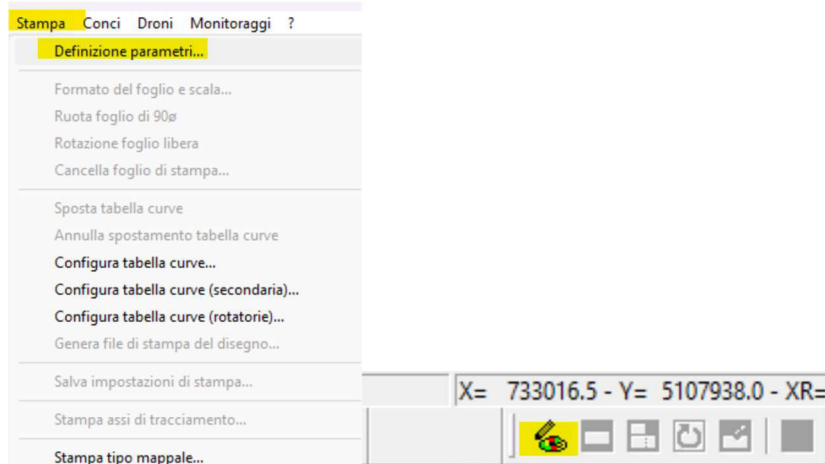 Stampa Conci Droni Monitoraggi ?
Definizione parametri...
Formato del foglio e scala...
Ruota foglio di 90ø
Rotazione foglio libera
Cancella foglio di stampa...
Sposta tabella curve
Annulla spostamento tabella curve
Configura tabella curve...
Configura tabella curve (secondaria)...
Configura tabella curve (rotatorie)...
Genera file di stampa del disegno...
Salva impostazioni di stampa...
Stampa assi di tracciamento...
Stampa tipo mappale...
X= 733016.5 - Y= 5107938.0 - XR=